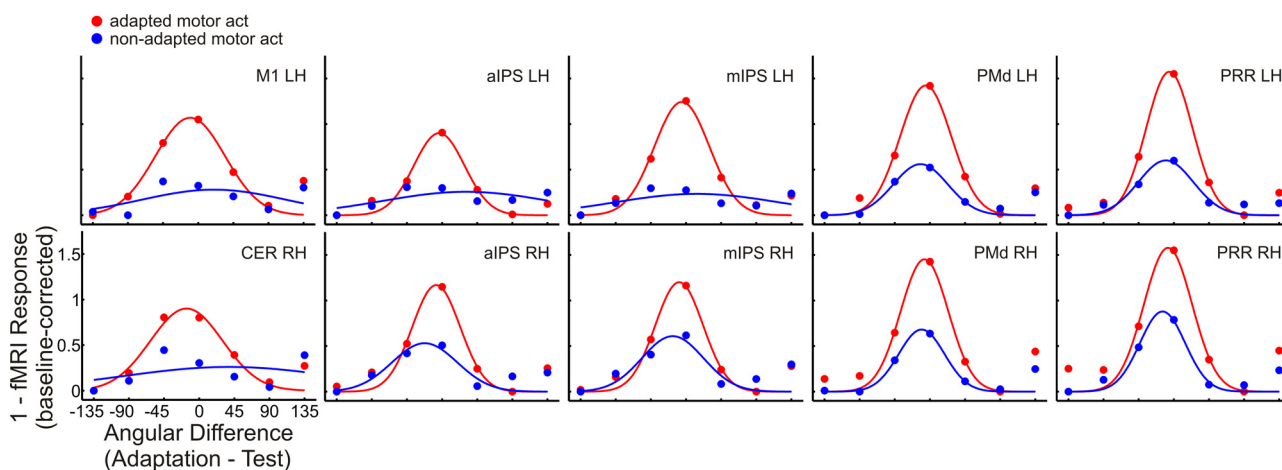 adapted motor act
non-adapted motor act
M1 LH
aIPS LH
mIPS LH
PMd LH
PRR LH
CER RH
aIPS RH
mIPS RH
PMd RH
PRR RH
1 - fMRI Response
(baseline-corrected)
1.5
1
0.5
0
-135 -90 -45 0 45 90 135
Angular Difference
(Adaptation - Test)